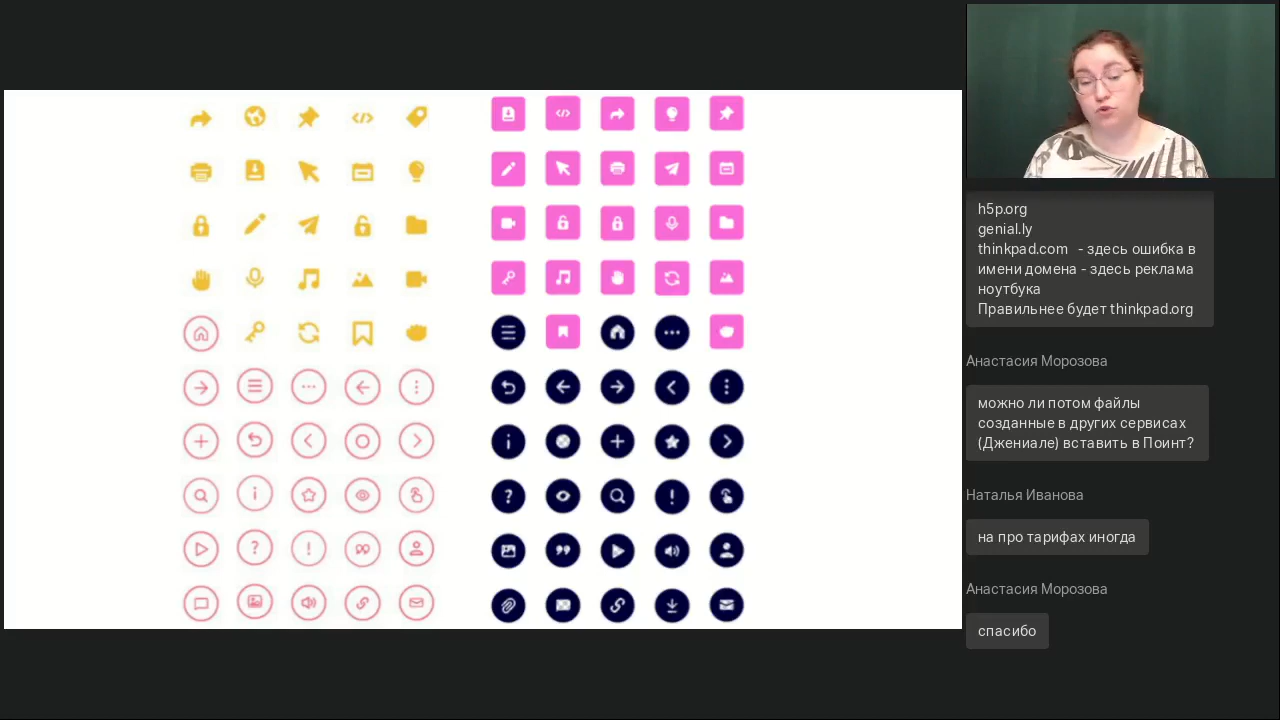 h5p.org
genial.ly
thinkpad.com - здесь ошибка в
имени домена - здесь реклама
ноутбука
Правильнее будет thinkpad.org
Анастасия Морозова
можно ли потом файлы
созданные в других сервисах
(Джениале) вставить в Поинт?
Наталья Иванова
на про тарифах иногда
Анастасия Морозова
спасибо